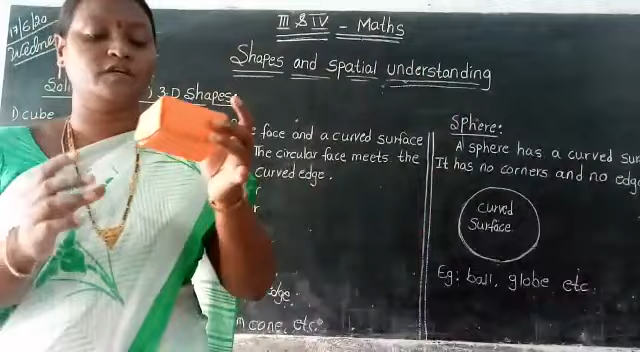 17/6/20
Wednes
III & IV - Maths
Shapes and spatial understanding
3-D Shapes:
1) cube
face and a curved surface
The circular face meets the
curved edge.
edge
cone, etc.
Sphere:
A sphere has a curved sur
It has no corners and no edg
Curved
Surface
Eg: ball, globe etc.